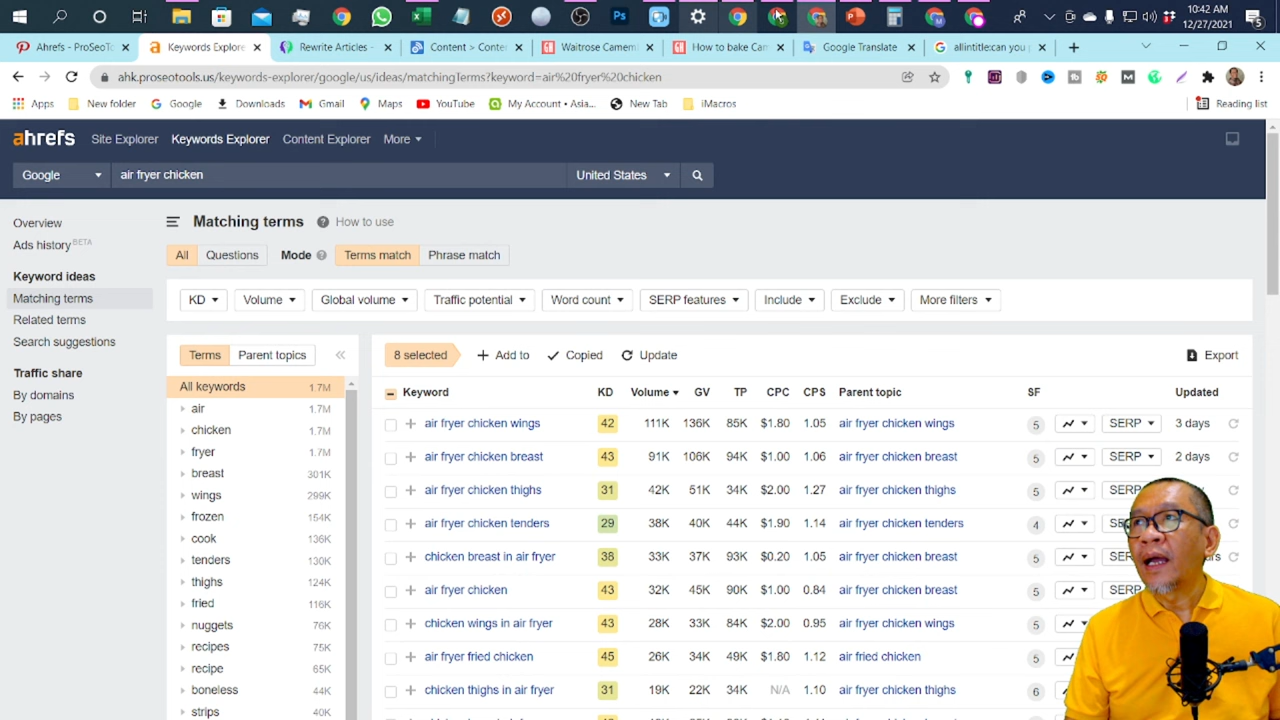 10:42 AM
12/27/2021
Ahrefs - ProSeoTo
Keywords Explore
Rewrite Articles -
Content > Conte
Waitrose Camem
How to bake Cam
Google Translate
allintitle:can you
ahk.proseotools.us/keywords-explorer/google/us/ideas/matchingTerms?keyword=air%20fryer%20chicken
Apps
New folder
Google
Downloads
Gmail
Maps
YouTube
My Account • Asia...
New Tab
iMacros
Reading list
ahrefs
Site Explorer
Keywords Explorer
Content Explorer
More
Google
air fryer chicken
United States
Overview
Ads history BETA
Keyword ideas
Matching terms
Related terms
Search suggestions
Traffic share
By domains
By pages
Matching terms
How to use
All
Questions
Mode
Terms match
Phrase match
KD
Volume
Global volume
Traffic potential
Word count
SERP features
Include
Exclude
More filters
Terms
Parent topics
All keywords 1.7M
air 1.7M
chicken 1.7M
fryer 1.7M
breast 301K
wings 299K
frozen 154K
cook 136K
tenders 130K
thighs 124K
fried 116K
nuggets 76K
recipes 75K
recipe 65K
boneless 44K
strips 40K
8 selected
+ Add to
Copied
Update
Export
Keyword KD Volume GV TP CPC CPS Parent topic SF Updated
air fryer chicken wings 42 111K 136K 85K $1.80 1.05 air fryer chicken wings 5 SERP 3 days
air fryer chicken breast 43 91K 106K 94K $1.00 1.06 air fryer chicken breast 5 SERP 2 days
air fryer chicken thighs 31 42K 51K 34K $2.00 1.27 air fryer chicken thighs 5
air fryer chicken tenders 29 38K 40K 44K $1.90 1.14 air fryer chicken tenders 4
chicken breast in air fryer 38 33K 37K 93K $0.20 1.05 air fryer chicken breast 5
air fryer chicken 43 32K 45K 90K $1.00 0.84 air fryer chicken breast 5
chicken wings in air fryer 43 28K 33K 84K $2.00 0.95 air fryer chicken wings 5
air fryer fried chicken 45 26K 34K 49K $1.80 1.12 air fried chicken 5
chicken thighs in air fryer 31 19K 22K 34K N/A 1.10 air fryer chicken thighs 6